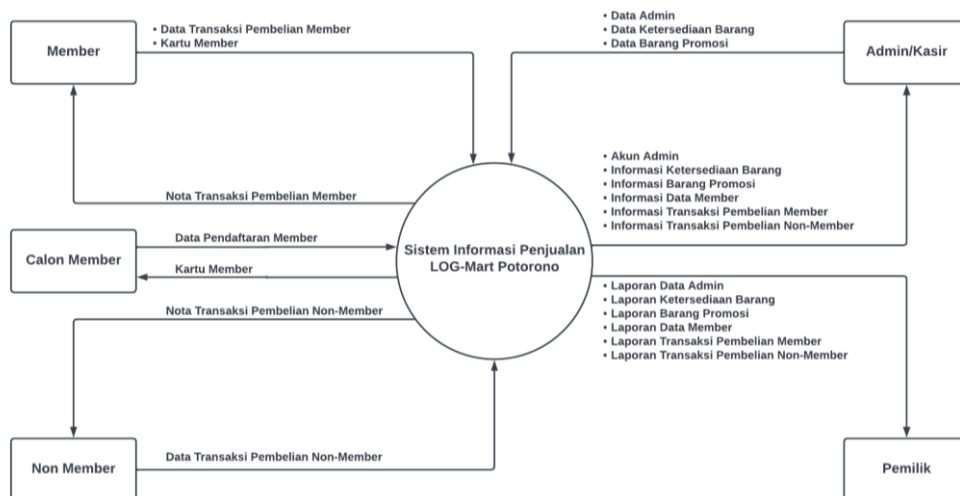 Member
• Data Transaksi Pembelian Member
• Kartu Member
• Data Admin
• Data Ketersediaan Barang
• Data Barang Promosi
Admin/Kasir
Nota Transaksi Pembelian Member
• Akun Admin
• Informasi Ketersediaan Barang
• Informasi Barang Promosi
• Informasi Data Member
• Informasi Transaksi Pembelian Member
• Informasi Transaksi Pembelian Non-Member
Calon Member
Data Pendaftaran Member
Kartu Member
Sistem Informasi Penjualan
LOG-Mart Potorono
Nota Transaksi Pembelian Non-Member
• Laporan Data Admin
• Laporan Ketersediaan Barang
• Laporan Barang Promosi
• Laporan Data Member
• Laporan Transaksi Pembelian Member
• Laporan Transaksi Pembelian Non-Member
Non Member
Data Transaksi Pembelian Non-Member
Pemilik